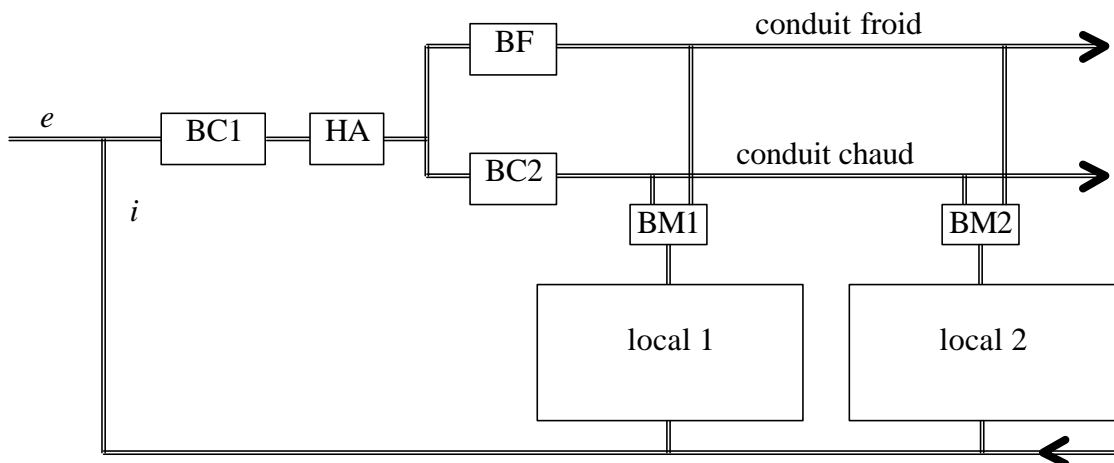 conduit froid
BF
e
BC1
HA
conduit chaud
BC2
i
BM1
BM2
local 1
local 2